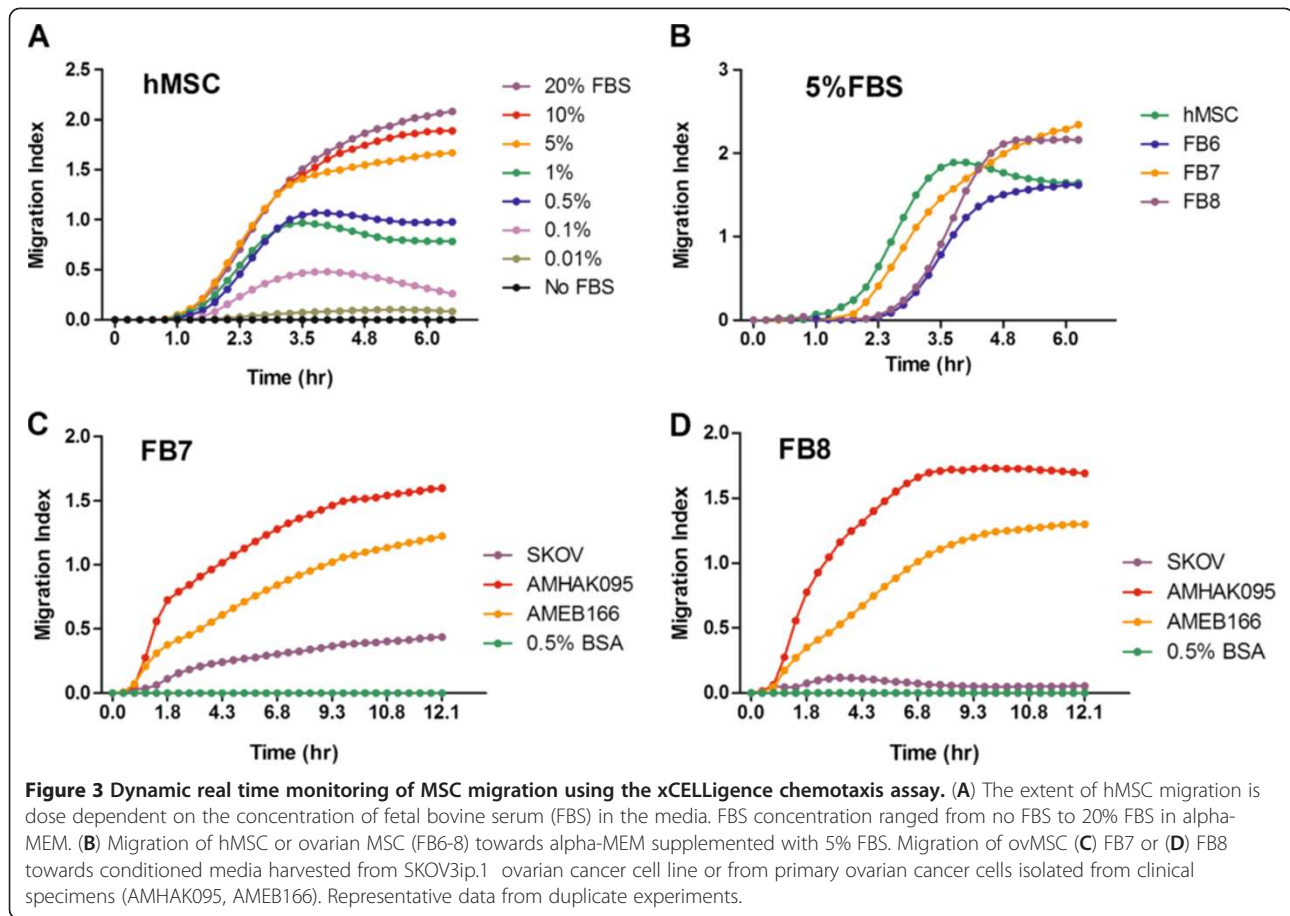 A
hMSC
Migration Index
2.5
2.0
1.5
1.0
0.5
0.0
0
1.0
2.3
3.5
4.8
6.0
Time (hr)
20% FBS
10%
5%
1%
0.5%
0.1%
0.01%
No FBS
B
5%FBS
Migration Index
3
2
1
0
0.0
1.0
2.3
3.5
4.8
6.0
Time (hr)
hMSC
FB6
FB7
FB8
C
FB7
Migration Index
2.0
1.5
1.0
0.5
0.0
0.0
1.8
4.3
6.8
9.3
10.8
12.1
Time (hr)
SKOV
AMHAK095
AMEB166
0.5% BSA
D
FB8
Migration Index
2.0
1.5
1.0
0.5
0.0
0.0
1.8
4.3
6.8
9.3
10.8
12.1
Time (hr)
SKOV
AMHAK095
AMEB166
0.5% BSA
Figure 3 Dynamic real time monitoring of MSC migration using the xCELLigence chemotaxis assay. (A) The extent of hMSC migration is
dose dependent on the concentration of fetal bovine serum (FBS) in the media. FBS concentration ranged from no FBS to 20% FBS in alpha-
MEM. (B) Migration of hMSC or ovarian MSC (FB6-8) towards alpha-MEM supplemented with 5% FBS. Migration of ovMSC (C) FB7 or (D) FB8
towards conditioned media harvested from SKOV3ip.1 ovarian cancer cell line or from primary ovarian cancer cells isolated from clinical
specimens (AMHAK095, AMEB166). Representative data from duplicate experiments.